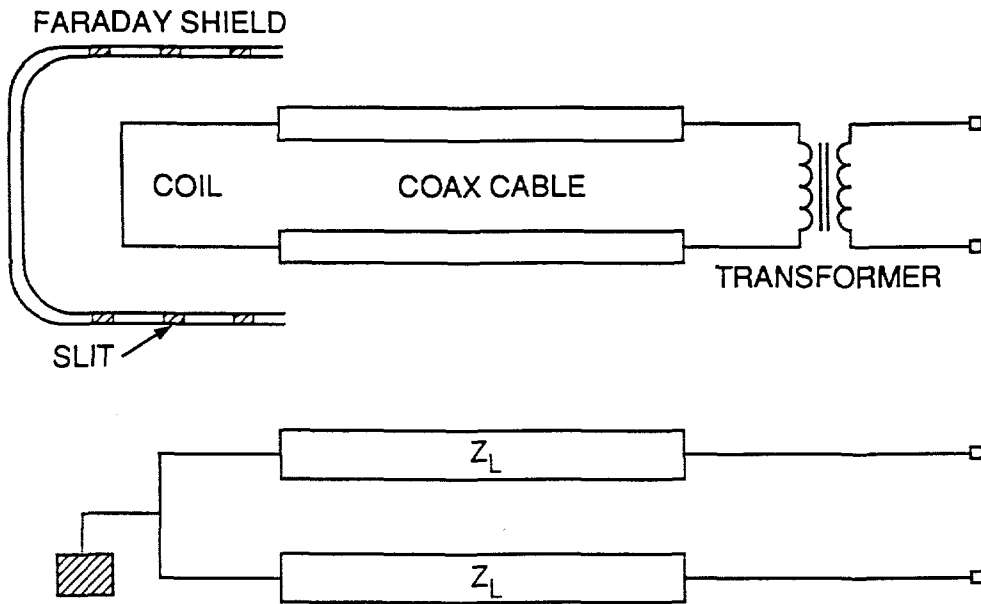 FARADAY SHIELD
COIL
COAX CABLE
TRANSFORMER
SLIT
Z_L
Z_L